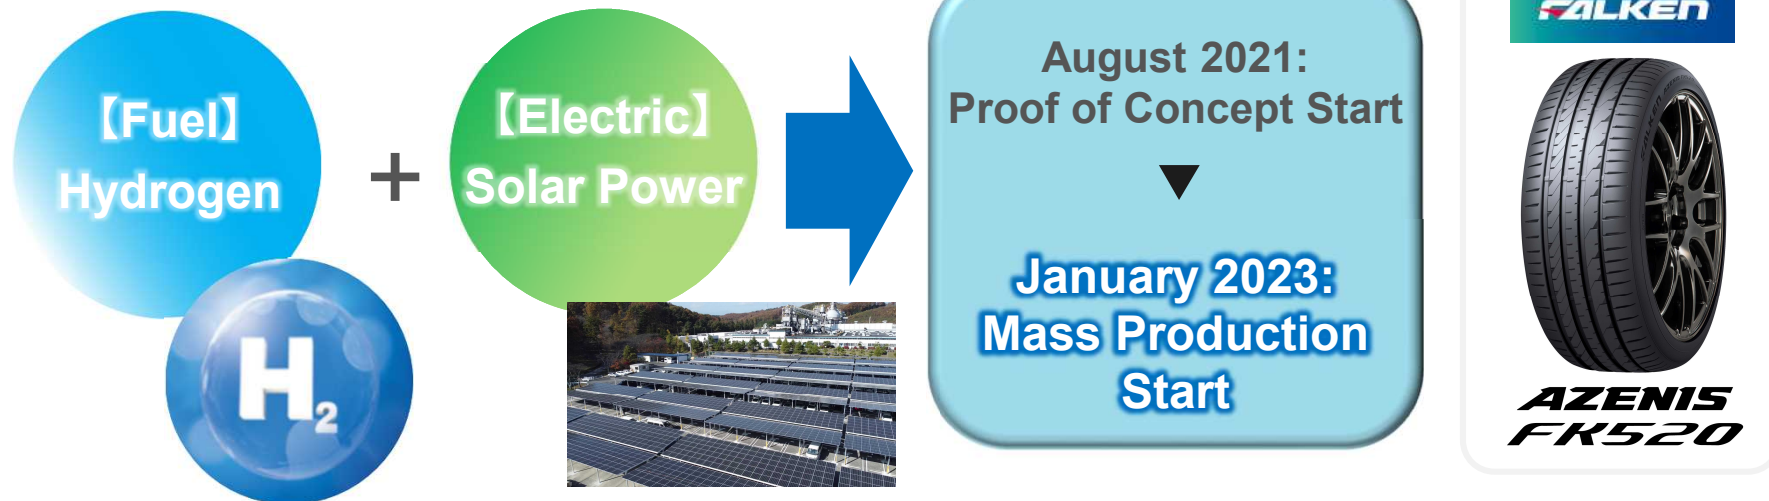 【Fuel】
Hydrogen
H2
+
【Electric】
Solar Power
August 2021:
Proof of Concept Start
▼
January 2023:
Mass Production
Start
FALKEN
AZENIS
FK520